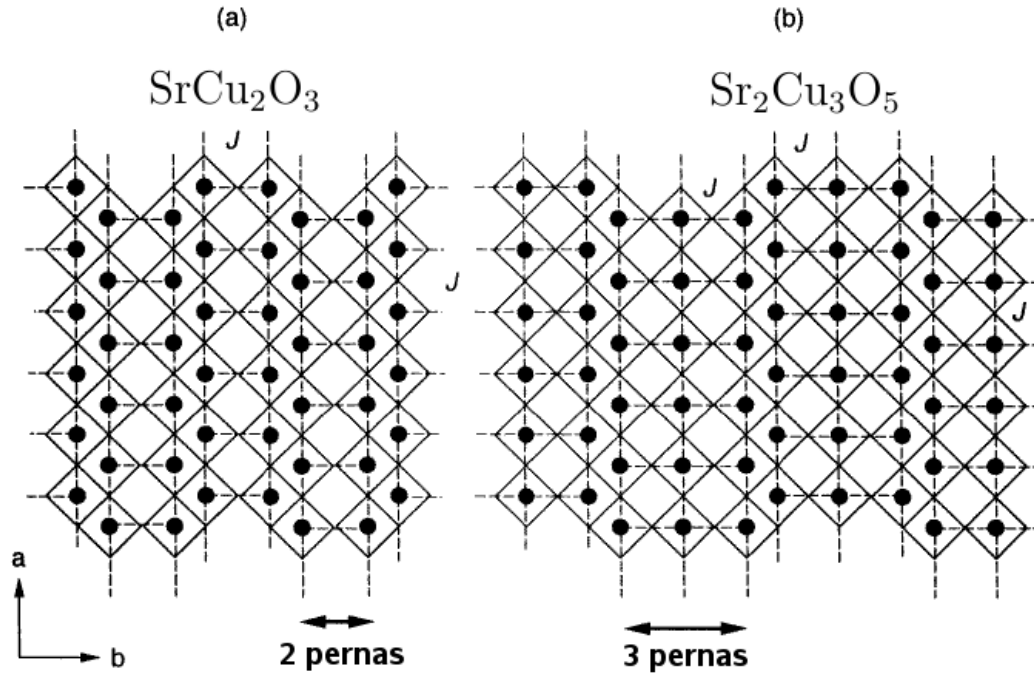 (a)
(b)
SrCu₂O₃
Sr₂Cu₃O₅
J
J
J
J
J
a
b
2 pernas
3 pernas